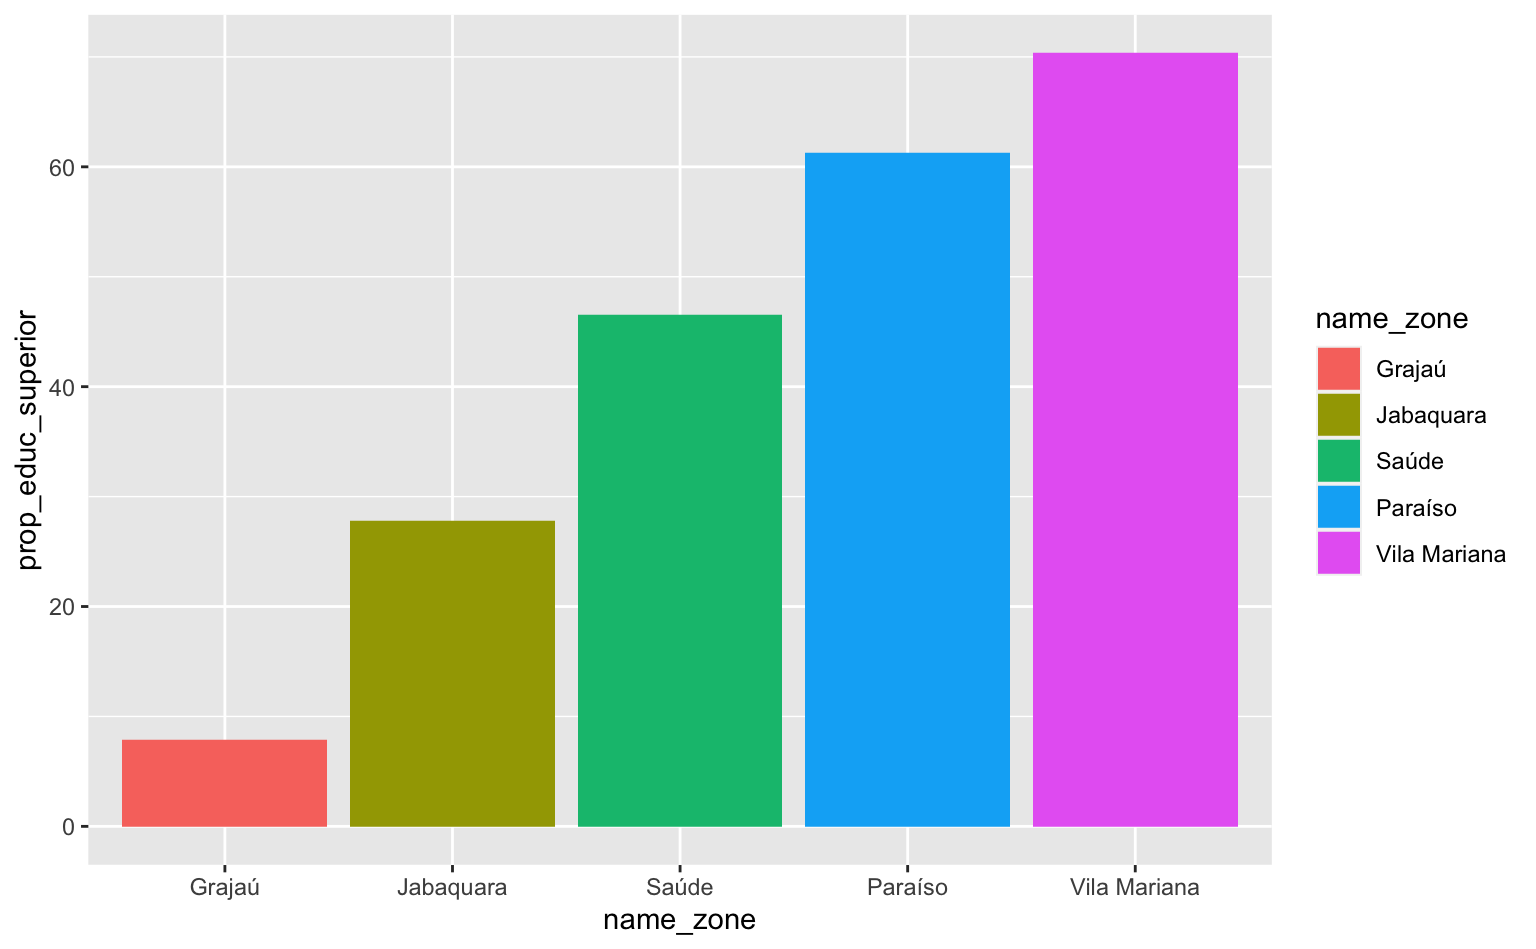 prop_educ_superior
60
40
20
0
Grajaú
Jabaquara
Saúde
Paraíso
Vila Mariana
name_zone
name_zone
Grajaú
Jabaquara
Saúde
Paraíso
Vila Mariana